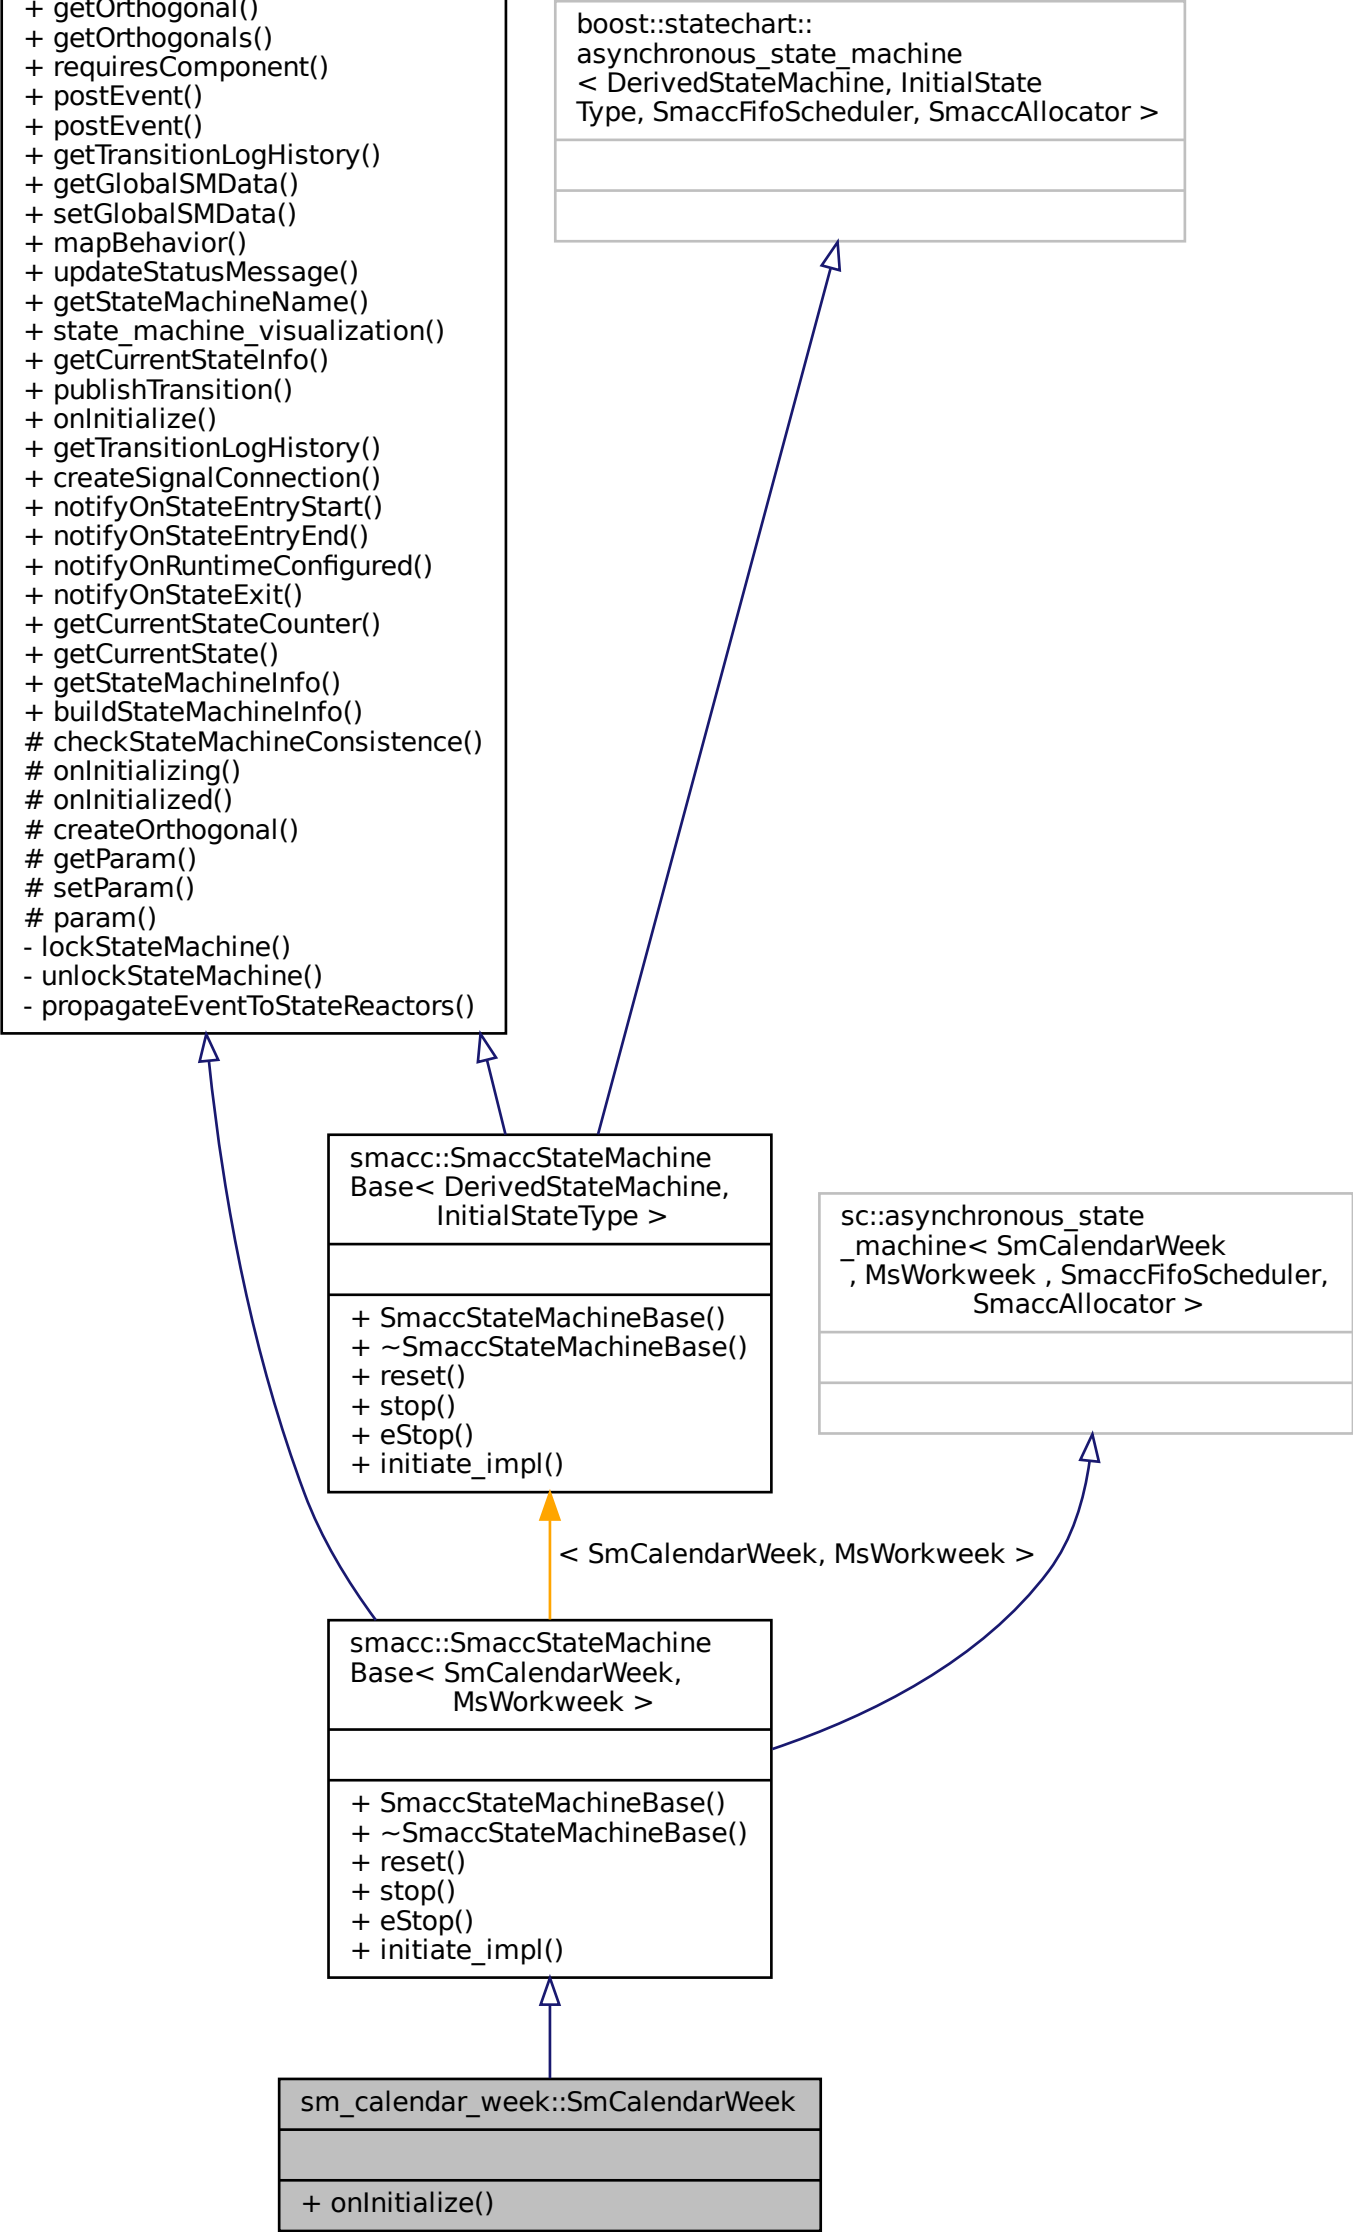 + getOrthogonal()
+ getOrthogonals()
+ requiresComponent()
+ postEvent()
+ postEvent()
+ getTransitionLogHistory()
+ getGlobalSMData()
+ setGlobalSMData()
+ mapBehavior()
+ updateStatusMessage()
+ getStateMachineName()
+ state_machine_visualization()
+ getCurrentStateInfo()
+ publishTransition()
+ onInitialize()
+ getTransitionLogHistory()
+ createSignalConnection()
+ notifyOnStateEntryStart()
+ notifyOnStateEntryEnd()
+ notifyOnRuntimeConfigured()
+ notifyOnStateExit()
+ getCurrentStateCounter()
+ getCurrentState()
+ getStateMachineInfo()
+ buildStateMachineInfo()
# checkStateMachineConsistence()
# onInitializing()
# onInitialized()
# createOrthogonal()
# getParam()
# setParam()
# param()
- lockStateMachine()
- unlockStateMachine()
- propagateEventToStateReactors()
boost::statechart::
asynchronous_state_machine
< DerivedStateMachine, InitialState
Type, SmaccFifoScheduler, SmaccAllocator >
smacc::SmaccStateMachine
Base< DerivedStateMachine,
InitialStateType >
+ SmaccStateMachineBase()
+ ~SmaccStateMachineBase()
+ reset()
+ stop()
+ eStop()
+ initiate_impl()
sc::asynchronous_state
_machine< SmCalendarWeek
, MsWorkweek , SmaccFifoScheduler,
SmaccAllocator >
< SmCalendarWeek, MsWorkweek >
smacc::SmaccStateMachine
Base< SmCalendarWeek,
MsWorkweek >
+ SmaccStateMachineBase()
+ ~SmaccStateMachineBase()
+ reset()
+ stop()
+ eStop()
+ initiate_impl()
sm_calendar_week::SmCalendarWeek
+ onInitialize()